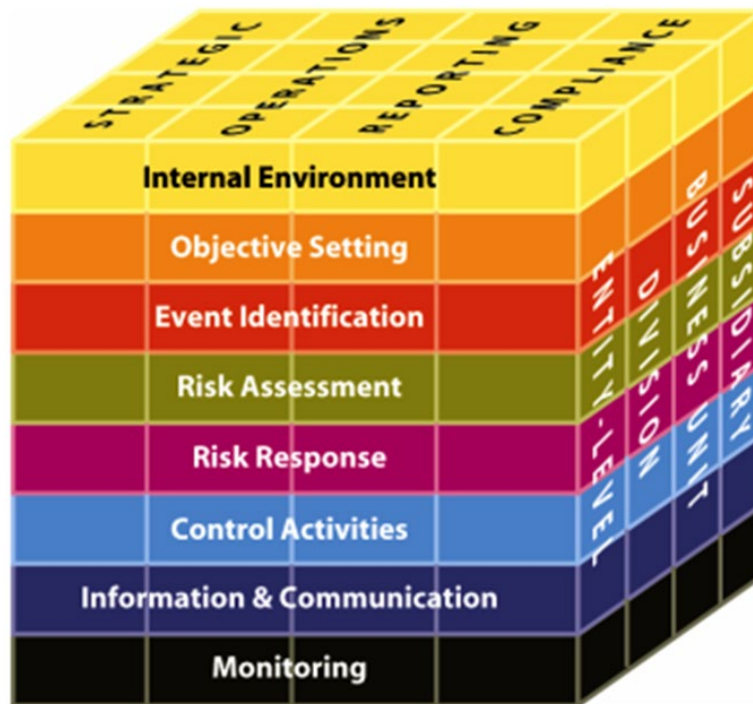 STRATEGIC
OPERATIONS
REPORTING
COMPLIANCE
Internal Environment
Objective Setting
Event Identification
Risk Assessment
Risk Response
Control Activities
Information & Communication
Monitoring
ENTITY-LEVEL
DIVISION
BUSINESS UNIT
SUBSIDIARY